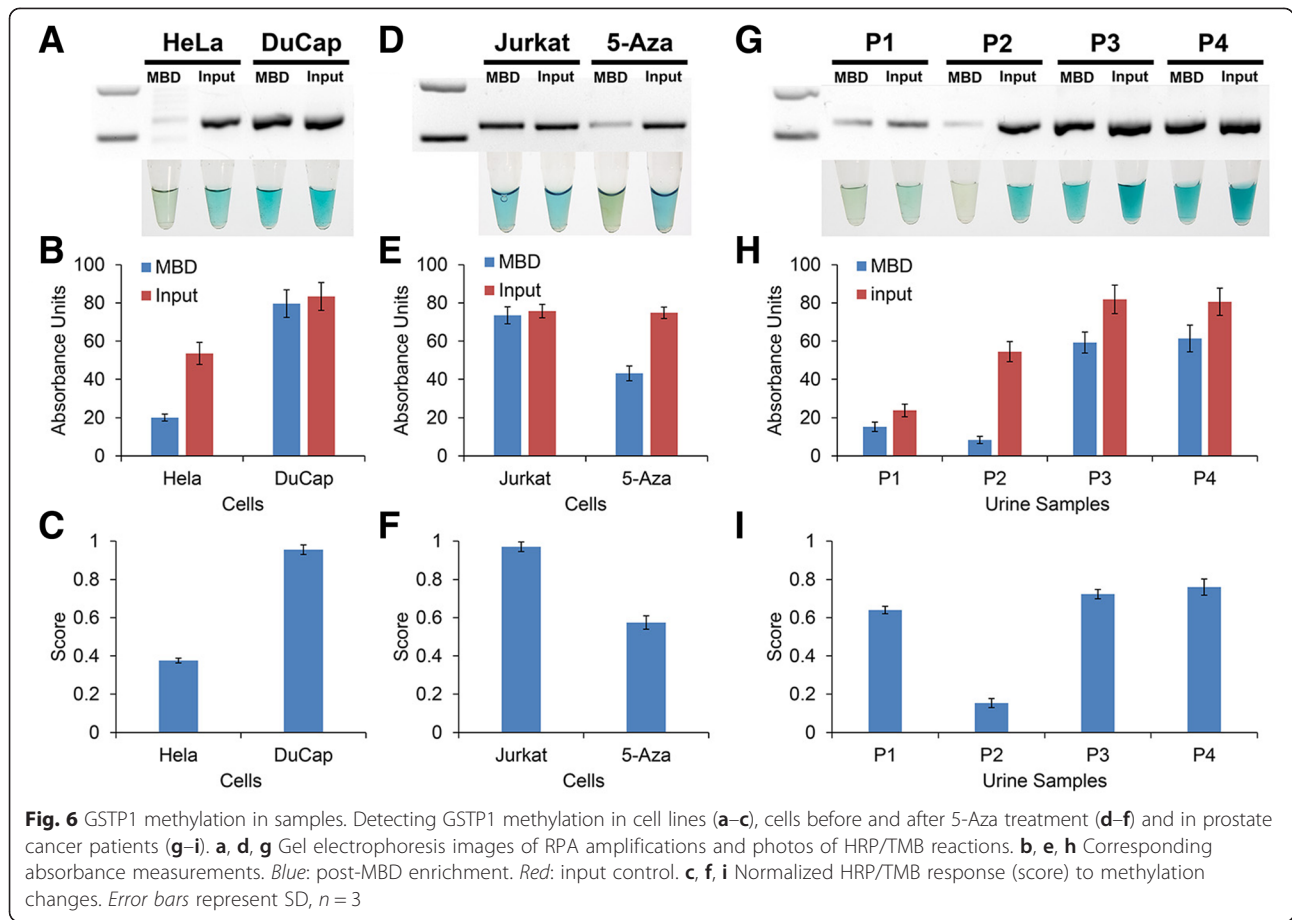 A
HeLa DuCap
MBD Input MBD Input
D
Jurkat 5-Aza
MBD Input MBD Input
G
P1 P2 P3 P4
MBD Input MBD Input MBD Input MBD Input
B
100
80
60
40
20
0
Absorbance Units
MBD
Input
Hela DuCap
Cells
E
100
80
60
40
20
0
Absorbance Units
MBD
Input
Jurkat 5-Aza
Cells
H
100
80
60
40
20
0
Absorbance Units
MBD
input
P1 P2 P3 P4
Urine Samples
C
1
0.8
0.6
0.4
0.2
0
Score
Hela DuCap
Cells
F
1
0.8
0.6
0.4
0.2
0
Score
Jurkat 5-Aza
Cells
I
1
0.8
0.6
0.4
0.2
0
Score
P1 P2 P3 P4
Urine Samples
Fig. 6 GSTP1 methylation in samples. Detecting GSTP1 methylation in cell lines (a–c), cells before and after 5-Aza treatment (d–f) and in prostate
cancer patients (g–i). a, d, g Gel electrophoresis images of RPA amplifications and photos of HRP/TMB reactions. b, e, h Corresponding
absorbance measurements. Blue: post-MBD enrichment. Red: input control. c, f, i Normalized HRP/TMB response (score) to methylation
changes. Error bars represent SD, n = 3